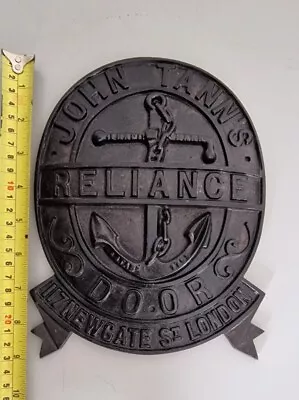 JOHN TANN'S
RELIANCE
DOOR
117 NEWGATE ST LONDON